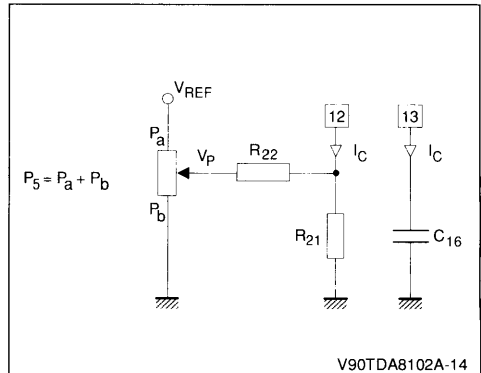 V_REF
P_a
V_P
R_22
12
13
I_C
I_C
P_5 = P_a + P_b
P_b
R_21
C_16
V90TDA8102A-14